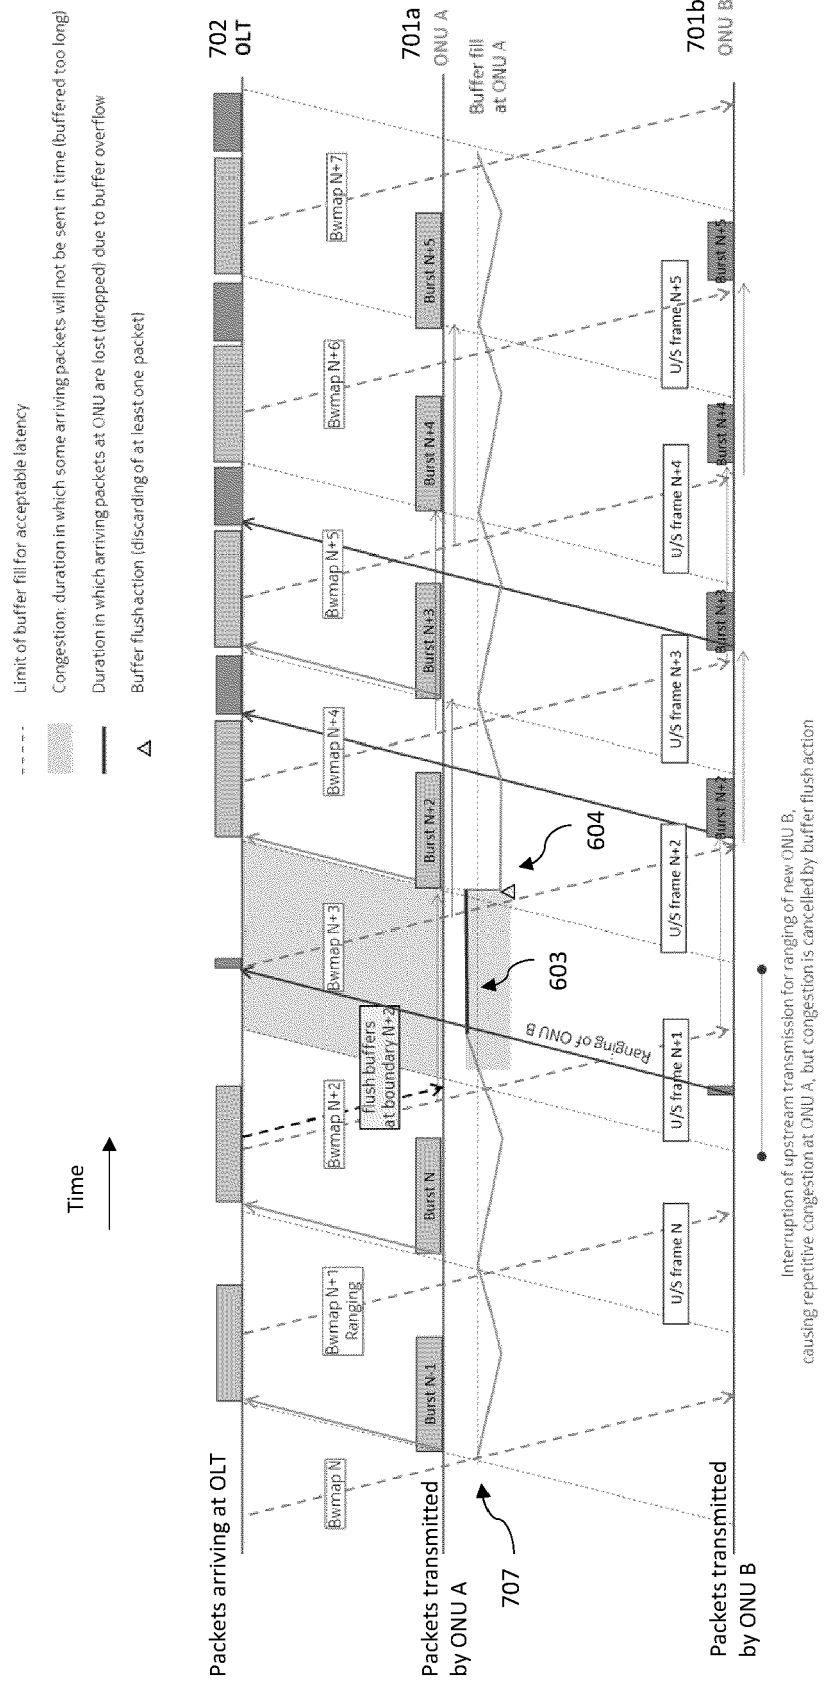 Limit of buffer fill for acceptable latency
Congestion: duration in which some arriving packets will not be sent in time (buffered too long)
Duration in which arriving packets at ONU are lost (dropped) due to buffer overflow
Buffer flush action (discarding of at least one packet)
Time
Packets arriving at OLT
702
OLT
Bwmap N
Bwmap N+1
Ranging
Bwmap N+2
Bwmap N+3
Bwmap N+4
Bwmap N+5
Bwmap N+6
Bwmap N+7
flush buffers
at boundary N+2
Packets transmitted
by ONU A
701a
ONU A
Burst N-1
Burst N
Burst N+2
Burst N+3
Burst N+4
Burst N+5
Buffer fill
at ONU A
707
603
604
Ranging of ONU B
U/S frame N
U/S frame N+1
U/S frame N+2
U/S frame N+3
U/S frame N+4
U/S frame N+5
Packets transmitted
by ONU B
701b
ONU B
Burst N+2
Burst N+3
Burst N+4
Burst N+5
Interruption of upstream transmission for ranging of new ONU B,
causing repetitive congestion at ONU A, but congestion is cancelled by buffer flush action